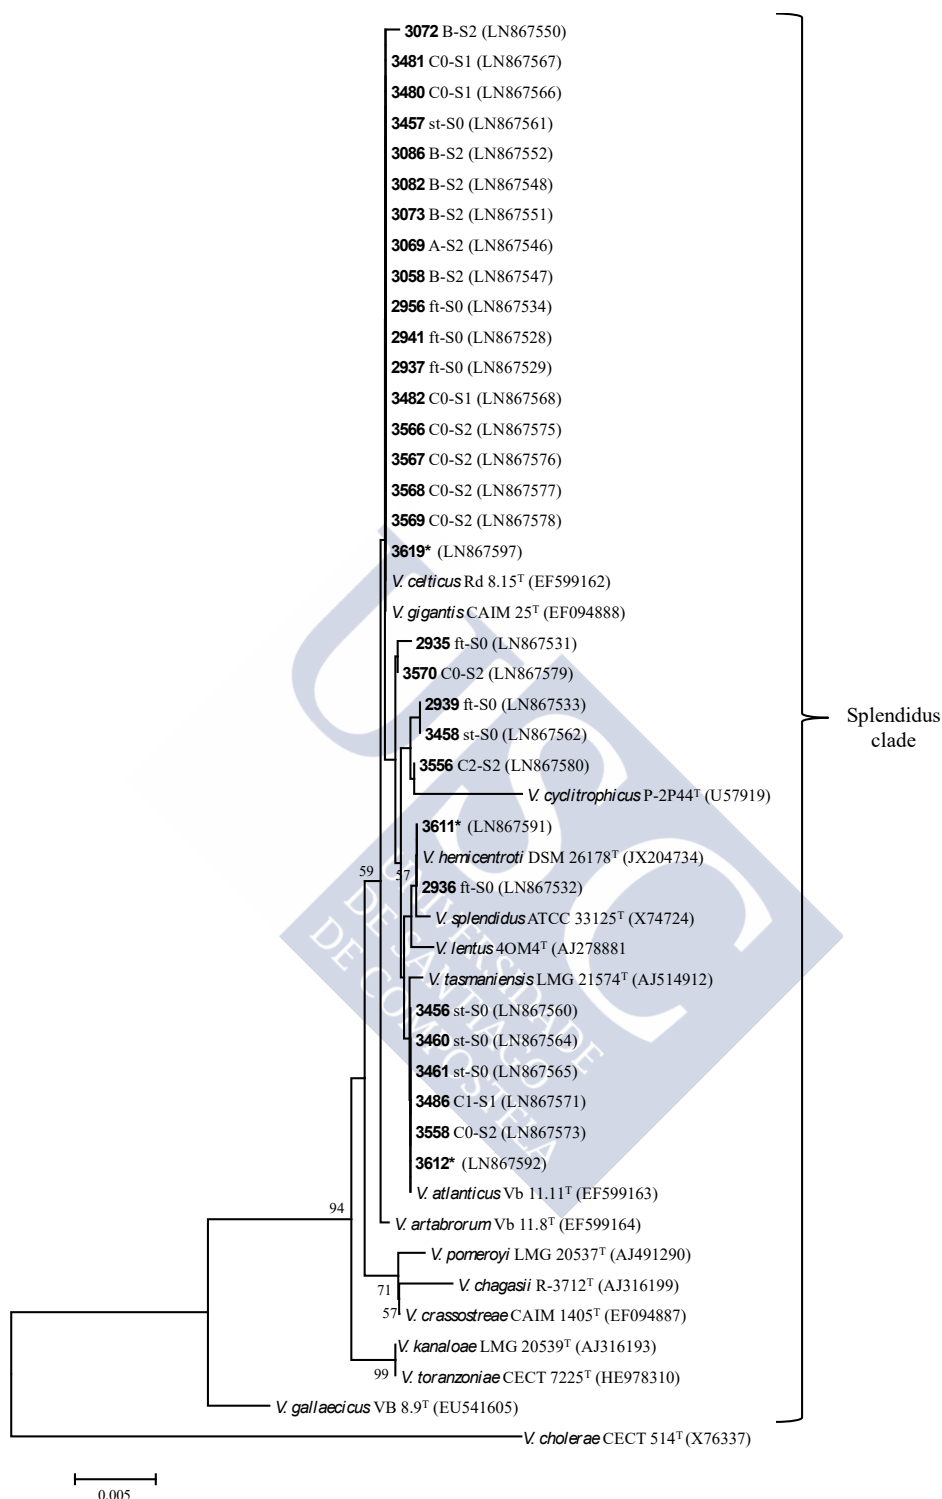 3072 B-S2 (LN867550)
3481 C0-S1 (LN867567)
3480 C0-S1 (LN867566)
3457 st-S0 (LN867561)
3086 B-S2 (LN867552)
3082 B-S2 (LN867548)
3073 B-S2 (LN867551)
3069 A-S2 (LN867546)
3058 B-S2 (LN867547)
2956 ft-S0 (LN867534)
2941 ft-S0 (LN867528)
2937 ft-S0 (LN867529)
3482 C0-S1 (LN867568)
3566 C0-S2 (LN867575)
3567 C0-S2 (LN867576)
3568 C0-S2 (LN867577)
3569 C0-S2 (LN867578)
3619* (LN867597)
V. celticus Rd 8.15T (EF599162)
V. gigantis CAIM 25T (EF094888)
2935 ft-S0 (LN867531)
3570 C0-S2 (LN867579)
2939 ft-S0 (LN867533)
3458 st-S0 (LN867562)
3556 C2-S2 (LN867580)
V. cyclitrophicus P-2P44T (U57919)
3611* (LN867591)
V. hemicentroti DSM 26178T (JX204734)
2936 ft-S0 (LN867532)
V. splendidus ATCC 33125T (X74724)
V. lentus 4OM4T (AJ278881
V. tasmaniensis LMG 21574T (AJ514912)
3456 st-S0 (LN867560)
3460 st-S0 (LN867564)
3461 st-S0 (LN867565)
3486 C1-S1 (LN867571)
3558 C0-S2 (LN867573)
3612* (LN867592)
V. atlanticus Vb 11.11T (EF599163)
V. artabrorum Vb 11.8T (EF599164)
V. pomeroyi LMG 20537T (AJ491290)
V. chagasii R-3712T (AJ316199)
V. crassostreae CAIM 1405T (EF094887)
V. kanaloae LMG 20539T (AJ316193)
V. toranzoniae CECT 7225T (HE978310)
V. gallaecicus VB 8.9T (EU541605)
V. cholerae CECT 514T (X76337)
59
57
94
71
57
99
0.005
Splendidus
clade
USC
UNIVERSIDADE
DE SANTIAGO
DE COMPOSTELA